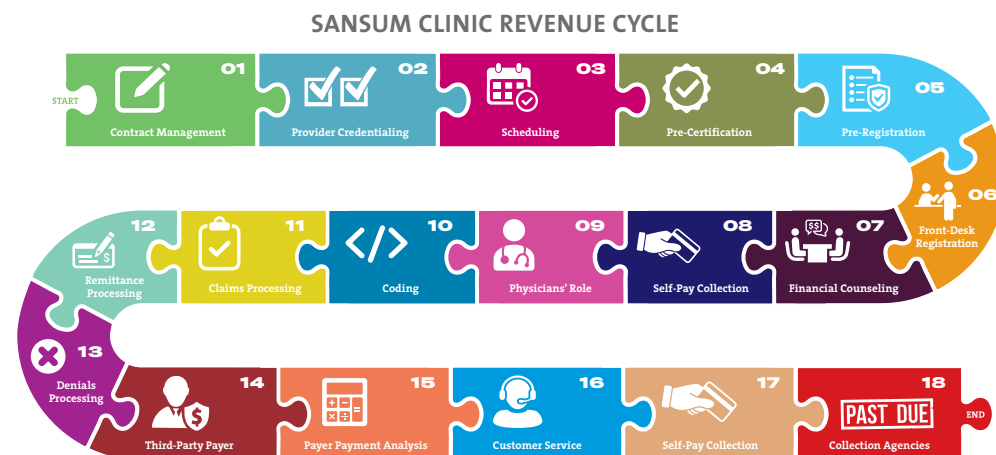 SANSUM CLINIC REVENUE CYCLE
START
01
Contract Management
02
Provider Credentialing
03
Scheduling
04
Pre-Certification
05
Pre-Registration
06
Front-Desk
Registration
07
$$
Financial Counseling
08
Self-Pay Collection
09
Physicians' Role
10
</>
Coding
11
Claims Processing
12
$
Remittance
Processing
13
Denials
Processing
14
$
Third-Party Payer
15
Payer Payment Analysis
16
Customer Service
17
Self-Pay Collection
18
PAST DUE
Collection Agencies
END